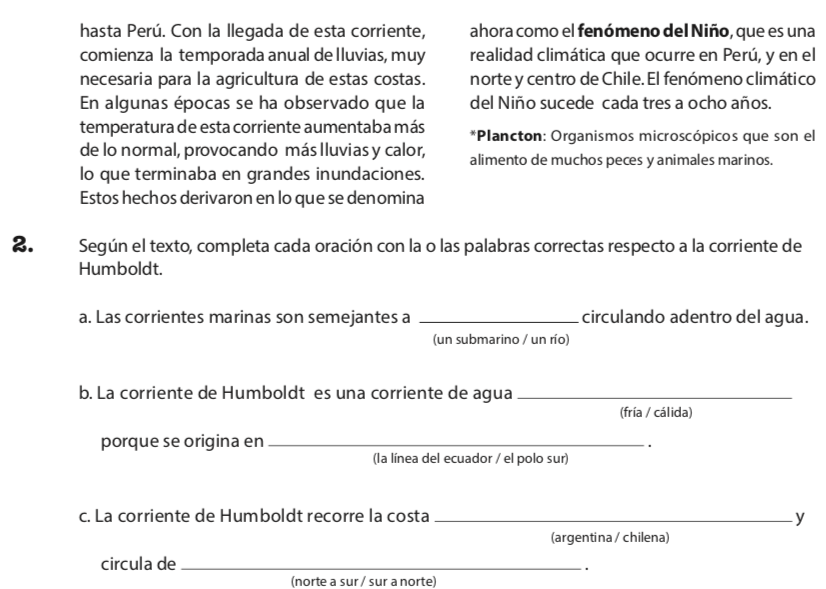 hasta Perú. Con la llegada de esta corriente,
comienza la temporada anual de lluvias, muy
necesaria para la agricultura de estas costas.
En algunas épocas se ha observado que la
temperatura de esta corriente aumentaba más
de lo normal, provocando más lluvias y calor,
lo que terminaba en grandes inundaciones.
Estos hechos derivaron en lo que se denomina
ahora como el fenómeno del Niño, que es una
realidad climática que ocurre en Perú, y en el
norte y centro de Chile. El fenómeno climático
del Niño sucede cada tres a ocho años.
*Plancton: Organismos microscópicos que son el
alimento de muchos peces y animales marinos.
2. Según el texto, completa cada oración con la o las palabras correctas respecto a la corriente de
Humboldt.
a. Las corrientes marinas son semejantes a ________________ circulando adentro del agua.
(un submarino / un río)
b. La corriente de Humboldt es una corriente de agua ________________
(fría / cálida)
porque se origina en ________________ .
(la línea del ecuador / el polo sur)
c. La corriente de Humboldt recorre la costa ________________ y
(argentina / chilena)
circula de ________________ .
(norte a sur / sur a norte)